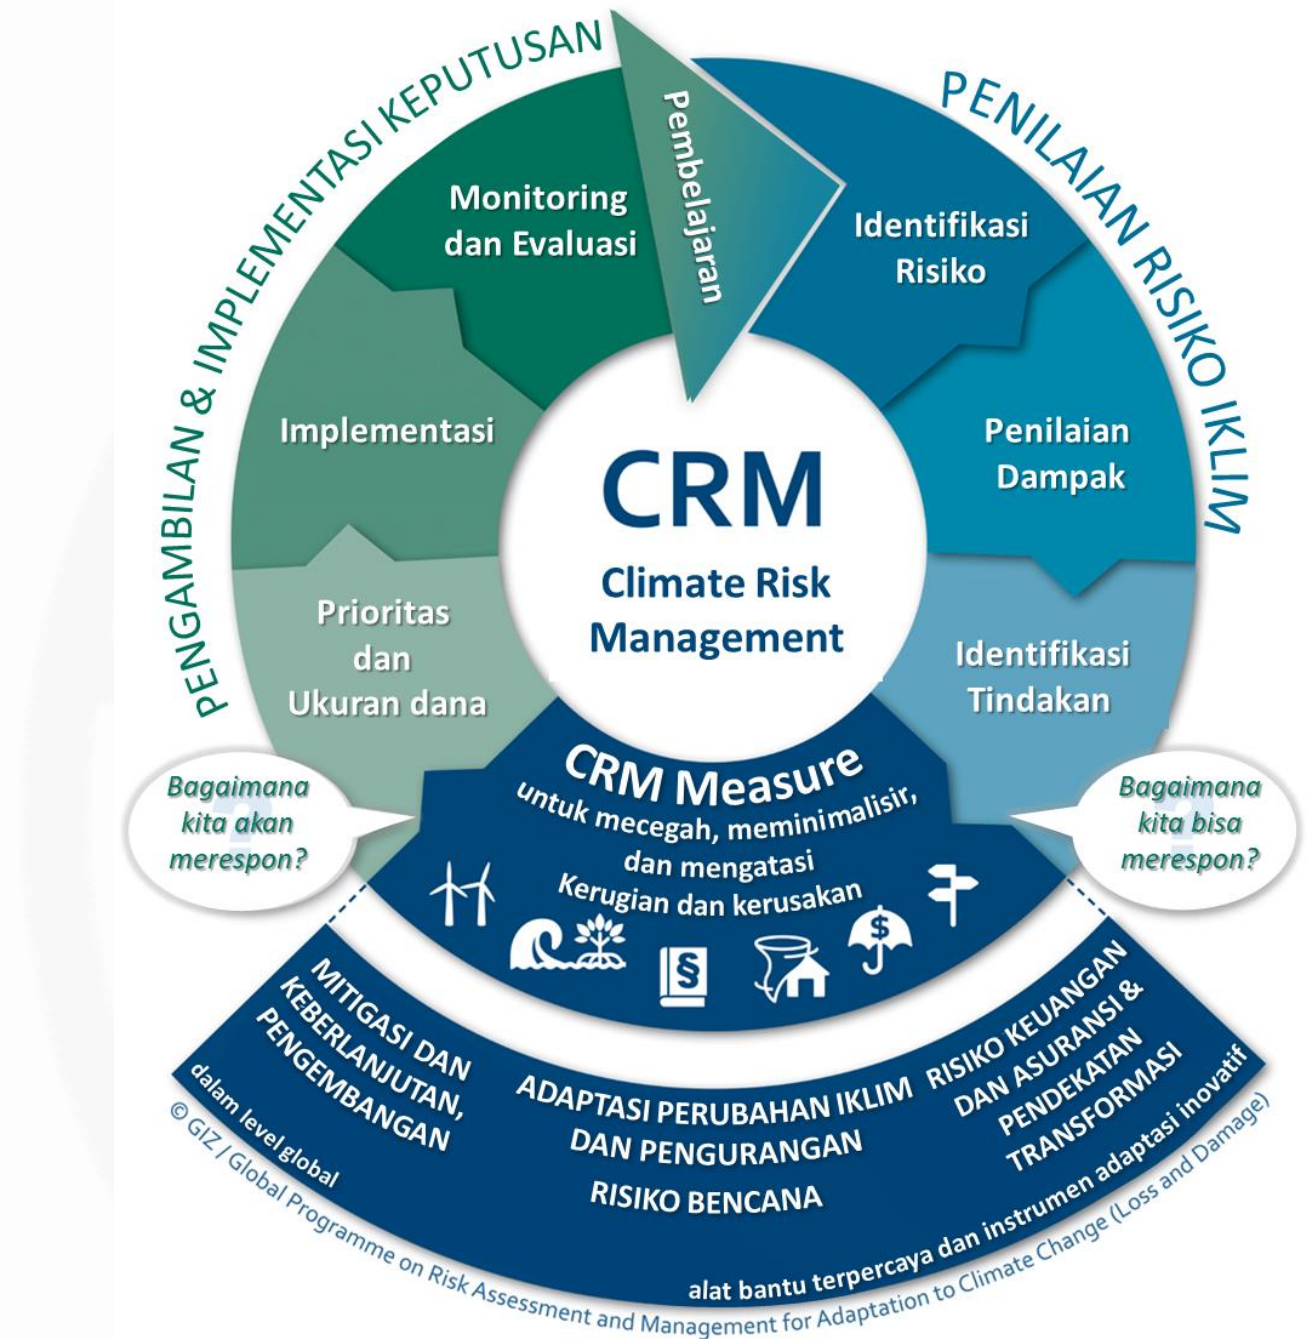 PENGAMBILAN & IMPLEMENTASI KEPUTUSAN
PENILAIAN RISIKO IKLIM
Pembelajaran
Identifikasi
Risiko
Penilaian
Dampak
Identifikasi
Tindakan
Bagaimana
kita bisa
merespon?
CRM
Climate Risk
Management
CRM Measure
untuk mecegah, meminimalisir,
dan mengatasi
Kerugian dan kerusakan
Bagaimana
kita akan
merespon?
Prioritas
dan
Ukuran dana
Implementasi
Monitoring
dan Evaluasi
MITIGASI DAN
KEBERLANJUTAN,
PENGEMBANGAN
dalam level global
ADAPTASI PERUBAHAN IKLIM
DAN PENGURANGAN
RISIKO BENCANA
RISIKO KEUANGAN
DAN ASURANSI &
PENDEKATAN
TRANSFORMASI
alat bantu terpercaya dan instrumen adaptasi inovatif
© GIZ / Global Programme on Risk Assessment and Management for Adaptation to Climate Change (Loss and Damage)